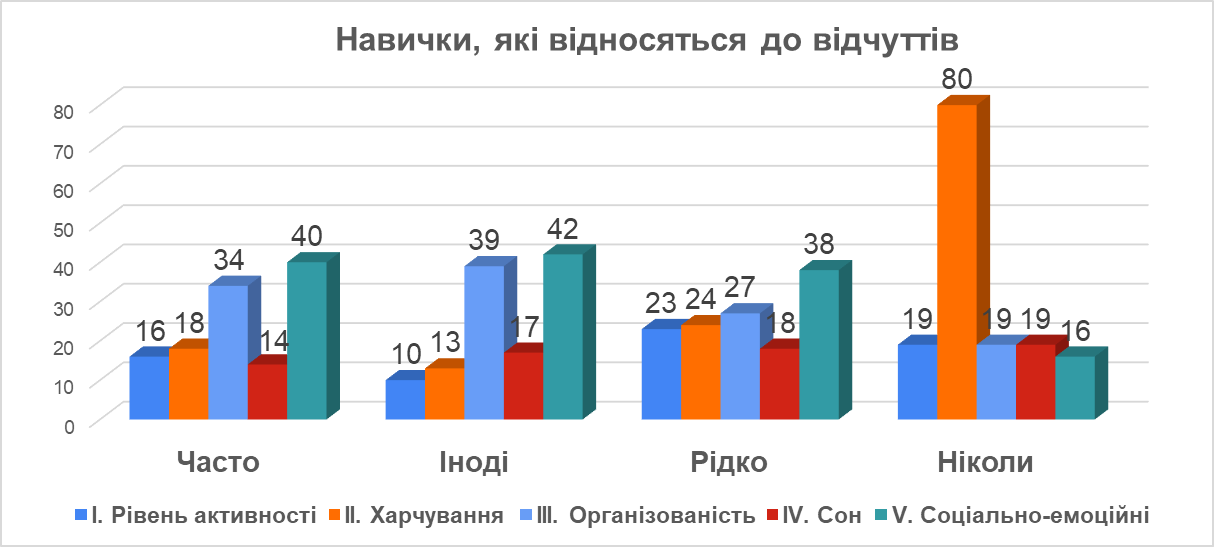 Навички, які відносяться до відчуттів
80
70
60
50
40
30
20
10
0
16 18 34 14 40
10 13 39 17 42
23 24 27 18 38
19 80 19 19 16
Часто Іноді Рідко Ніколи
I. Рівень активності II. Харчування III. Організованість IV. Сон V. Соціально-емоційні